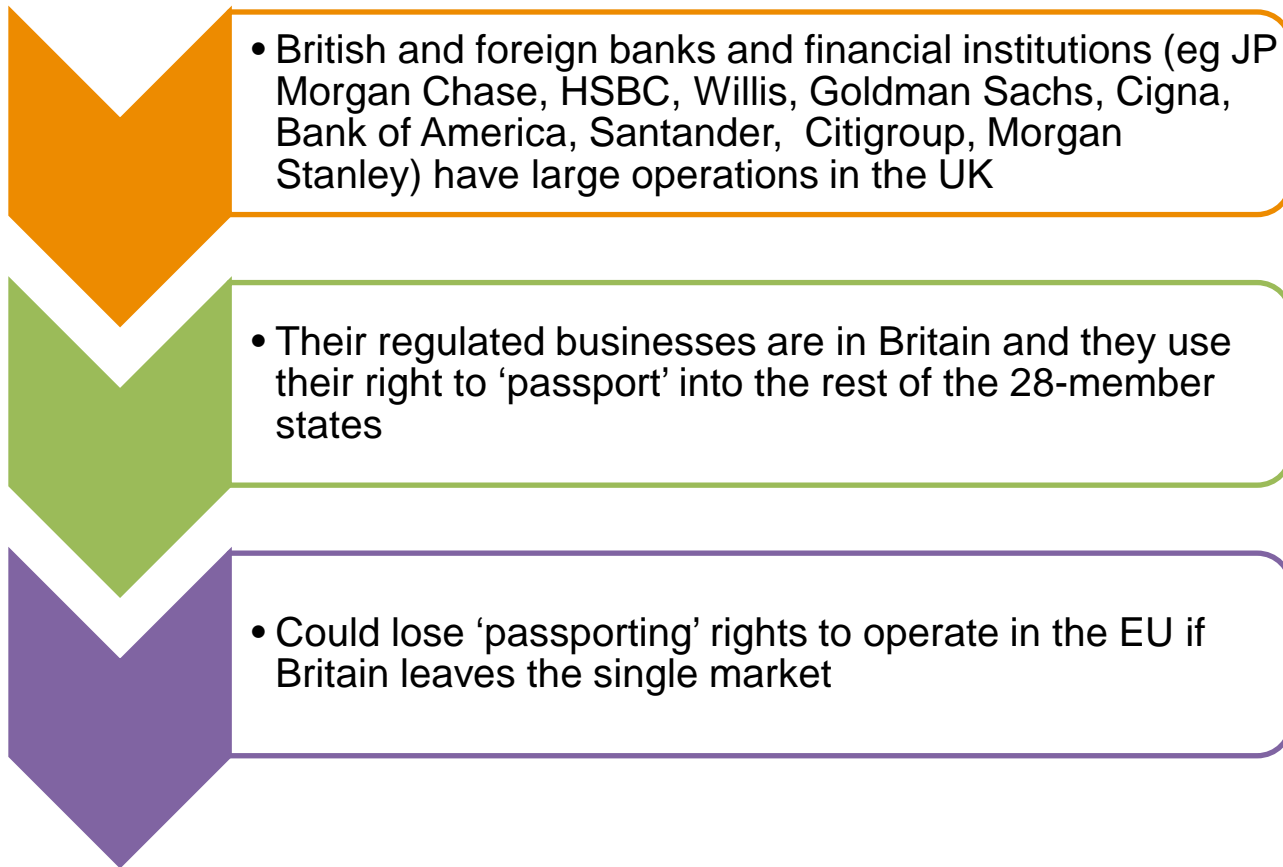 • British and foreign banks and financial institutions (eg JP
Morgan Chase, HSBC, Willis, Goldman Sachs, Cigna,
Bank of America, Santander,  Citigroup, Morgan
Stanley) have large operations in the UK
• Their regulated businesses are in Britain and they use
their right to ‘passport’ into the rest of the 28-member
states
• Could lose ‘passporting’ rights to operate in the EU if
Britain leaves the single market